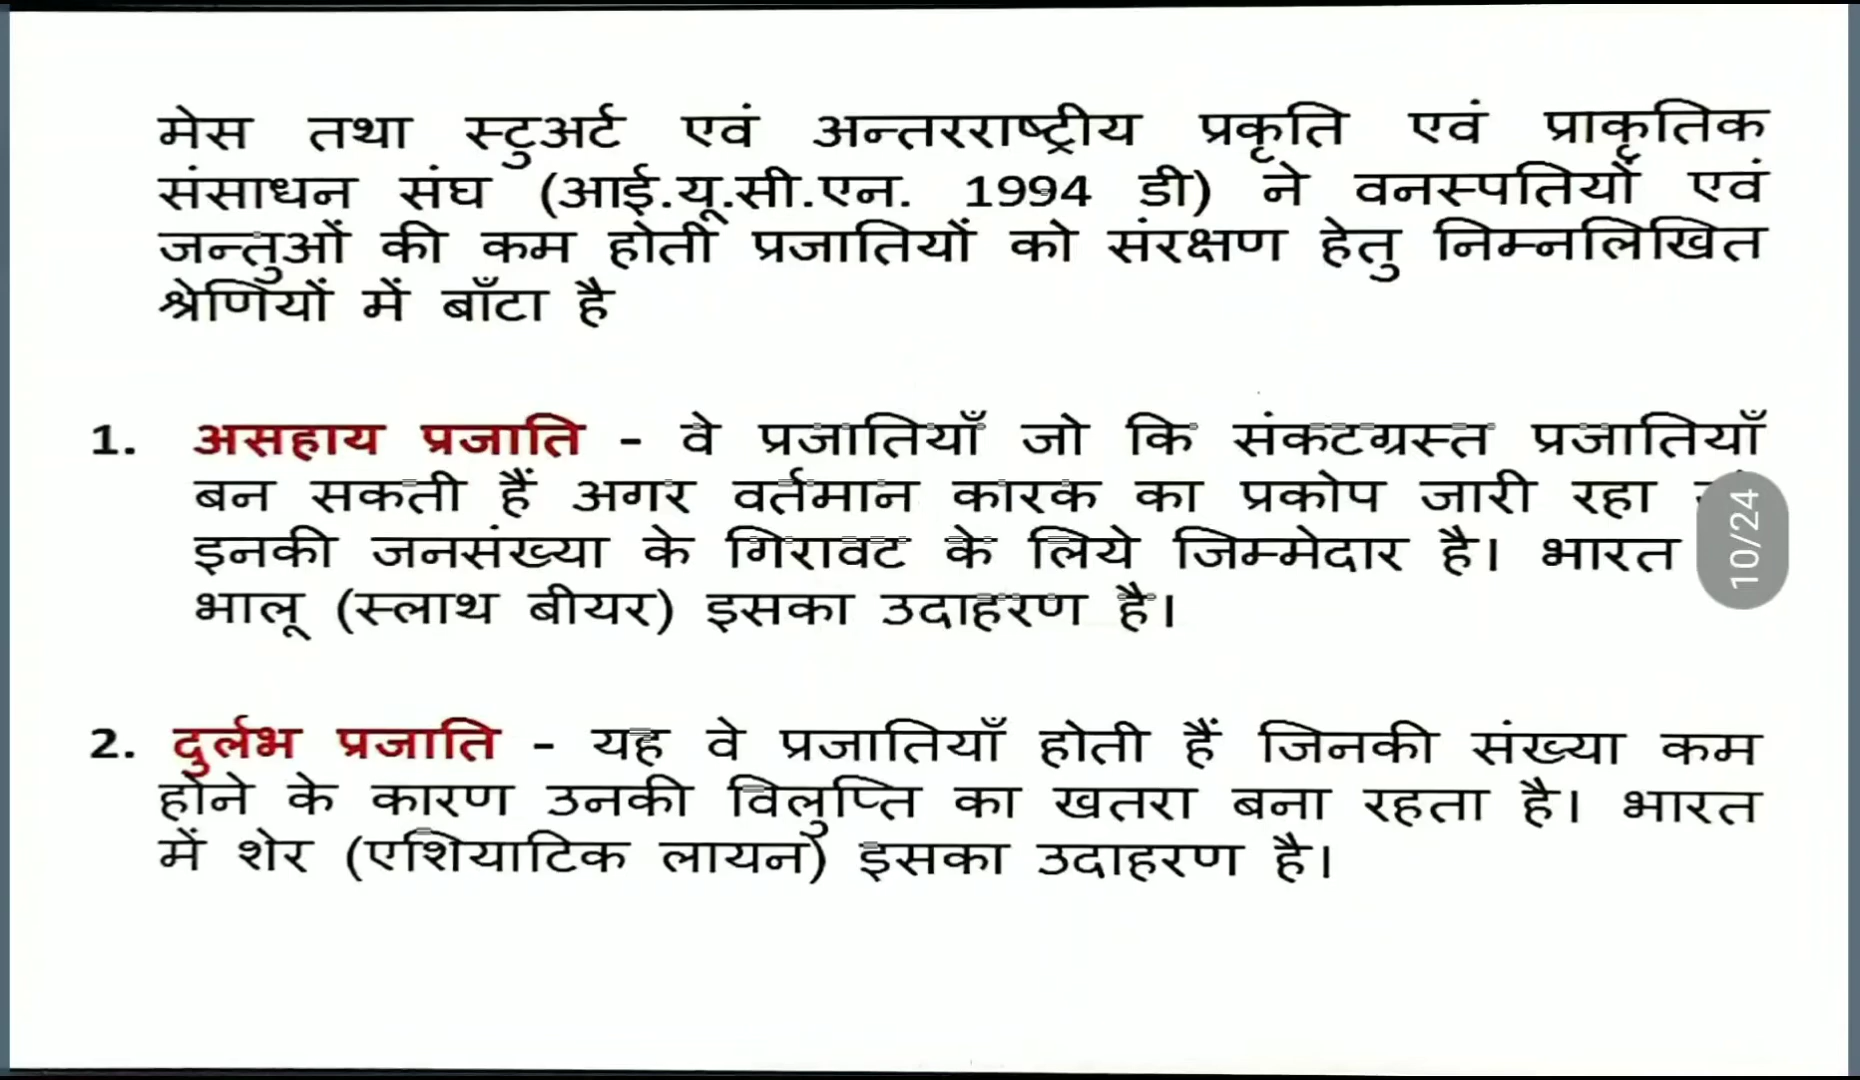 मेस तथा स्टुअर्ट एवं अन्तरराष्ट्रीय प्रकृति एवं प्राकृतिक
संसाधन संघ (आई.यू.सी.एन. 1994 डी) ने वनस्पतियों एवं
जन्तुओं की कम होती प्रजातियों को संरक्षण हेतु निम्नलिखित
श्रेणियों में बाँटा है
1. असहाय प्रजाति - वे प्रजातियाँ जो कि संकटग्रस्त प्रजातियाँ
बन सकती हैं अगर वर्तमान कारक का प्रकोप जारी रहा
इनकी जनसंख्या के गिरावट के लिये जिम्मेदार है। भारत
10/24
भालू (स्लाथ बीयर) इसका उदाहरण है।
2. दुर्लभ प्रजाति - यह वे प्रजातियाँ होती हैं जिनकी संख्या कम
होने के कारण उनकी विलुप्ति का खतरा बना रहता है। भारत
में शेर (एशियाटिक लायन) इसका उदाहरण है।